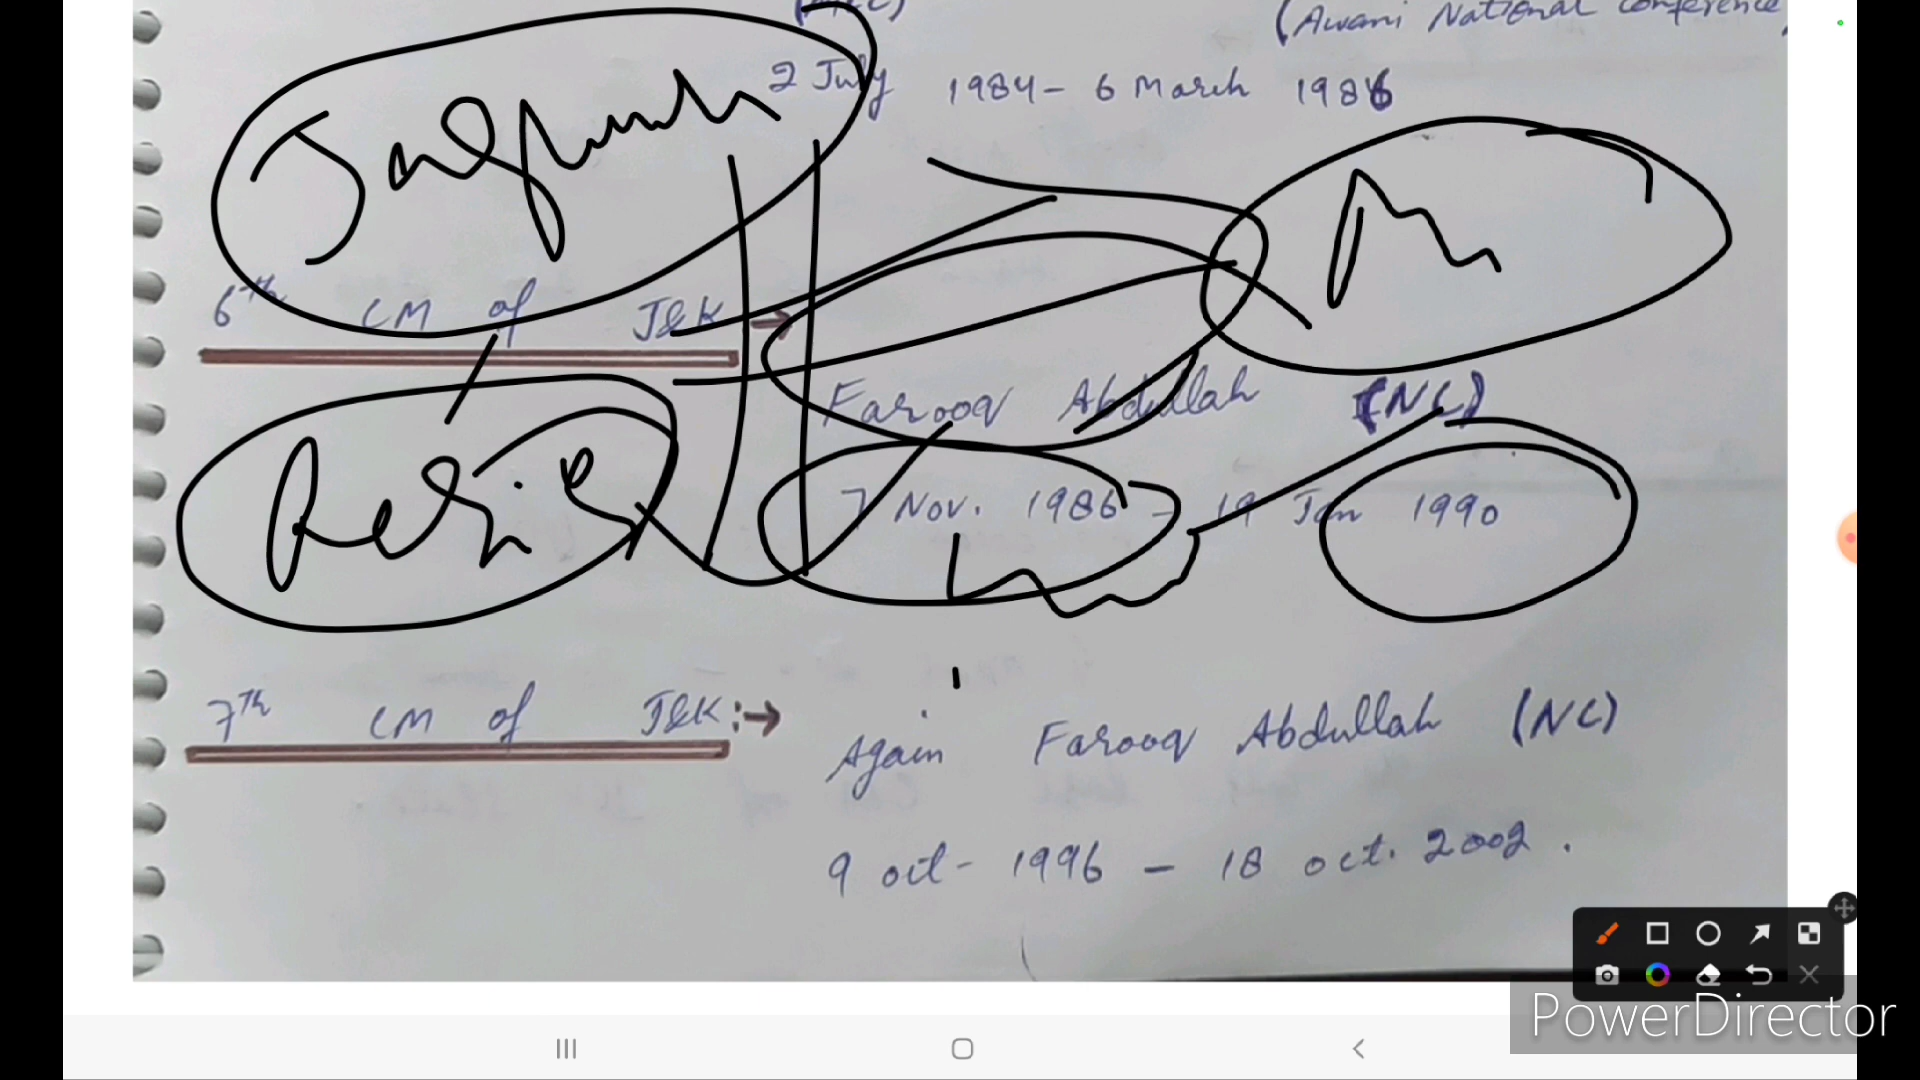 (Awami National Conference)
2 July 1984 - 6 March 1986
6th CM of J&K →
Farooq Abdullah (NC)
7 Nov. 1986 - 19 Jan 1990
7th CM of J&K :→
Again Farooq Abdullah (NC)
9 oct - 1996 - 18 oct. 2002.
PowerDirector